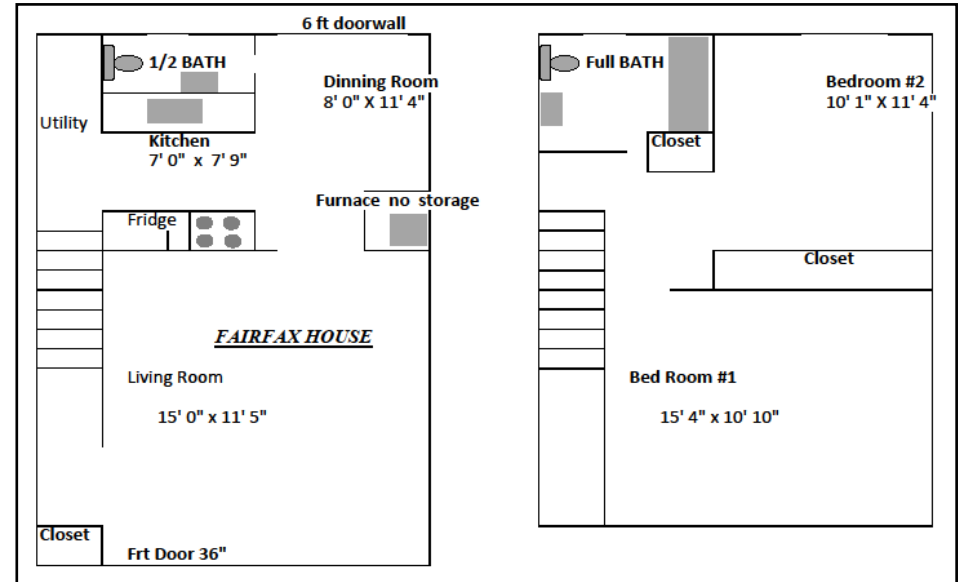 6 ft doorwall
1/2 BATH
Dinning Room
8' 0" X 11' 4"
Utility
Kitchen
7' 0" x 7' 9"
Furnace no storage
Fridge
FAIRFAX HOUSE
Living Room
15' 0" x 11' 5"
Closet
Frt Door 36"
Full BATH
Bedroom #2
10' 1" X 11' 4"
Closet
Closet
Bed Room #1
15' 4" x 10' 10"